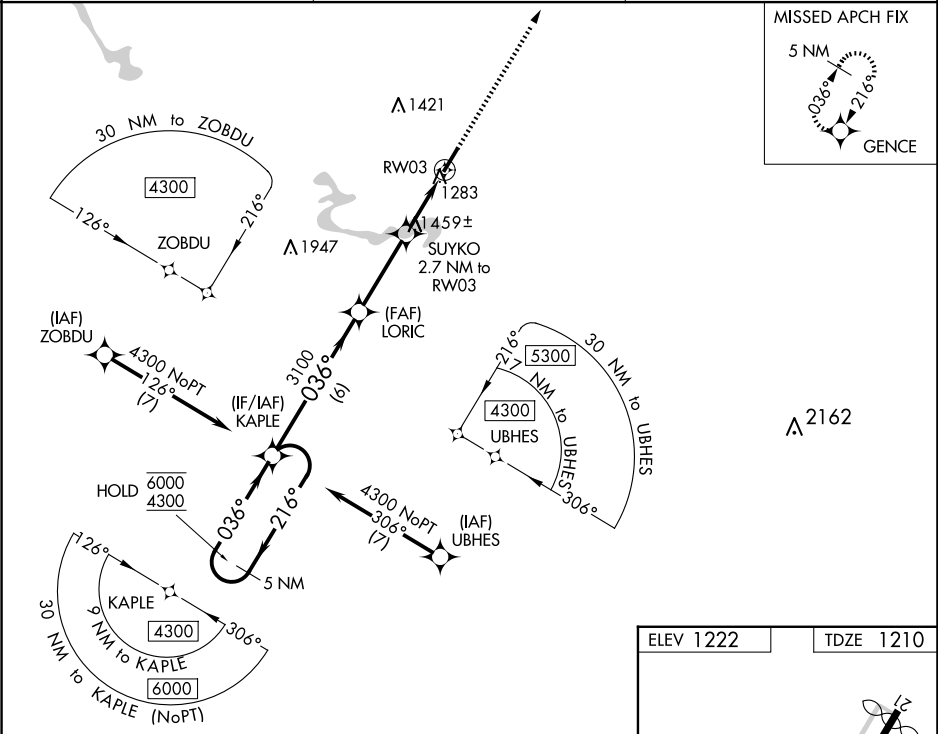 MISSED APCH FIX
5 NM
036°
216°
GENCE
1421
30 NM to ZOBDU
4300
126°
216°
ZOBDU
RW03
1283
1459±
SUYKO
2.7 NM to
RW03
1947
(FAF)
LORIC
(IAF)
ZOBDU
4300 NoPT
126°
(7)
3100
036°
(6)
(IF/IAF)
KAPLE
216°
5300
30 NM to UBHES
7 NM to UBHES
4300
UBHES
306°
2162
HOLD
6000
4300
036°
216°
5 NM
4300 NoPT
306°
(7)
(IAF)
UBHES
126°
KAPLE
4300
306°
9 NM to KAPLE
6000
30 NM to KAPLE (NoPT)
ELEV 1222
TDZE 1210
21